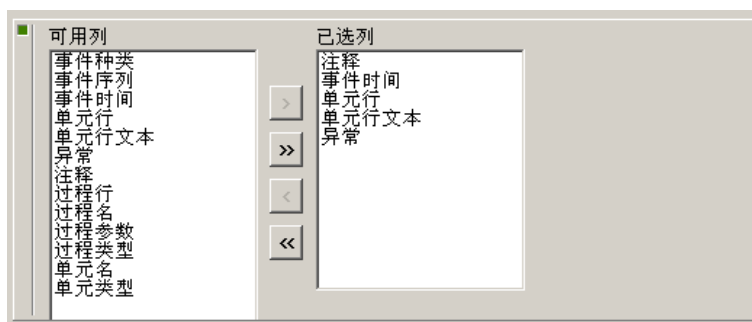 可用列
事件种类
事件序列
事件时间
单元行
单元行文本
异常
注释
过程行
过程名
过程参数
过程类型
单元名
单元类型
>
>>
<
<<
已选列
注释
事件时间
单元行
单元行文本
异常